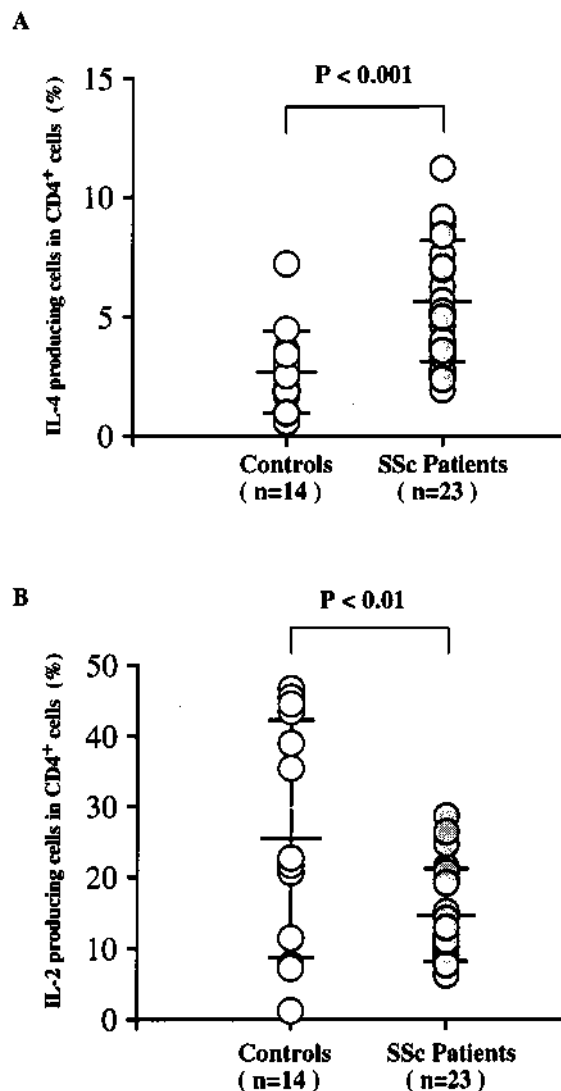 A
P < 0.001
IL-4 producing cells in CD4⁺ cells (%)
15
10
5
0
Controls
( n=14 )
SSc Patients
( n=23 )
B
P < 0.01
IL-2 producing cells in CD4⁺ cells (%)
50
40
30
20
10
0
Controls
( n=14 )
SSc Patients
( n=23 )